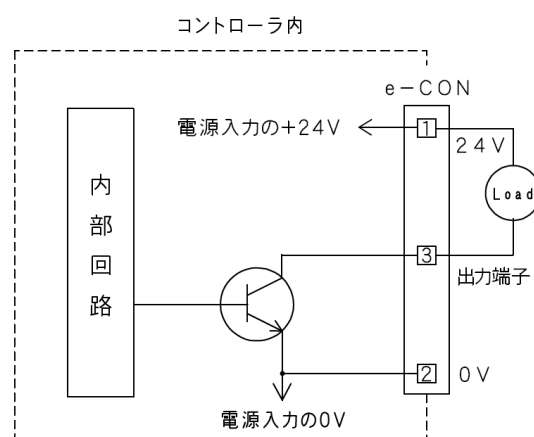 コントローラ内
e－CON
電源入力の＋24V
1
24V
Load
内部回路
3
出力端子
2
0V
電源入力の0V